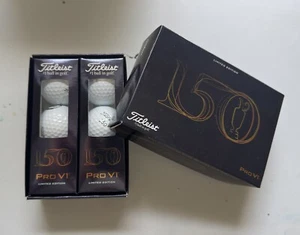 Titleist
#1 ball in golf
Titleist
#1 ball in golf
150
PRO V1
LIMITED EDITION
150
PRO V1
LIMITED EDITION
LIMITED EDITION
Titleist
150
PRO V1